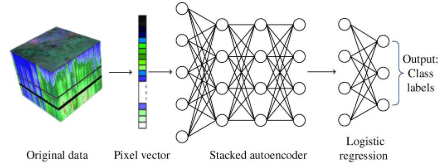 Output:
Class
labels
Original data
Pixel vector
Stacked autoencoder
Logistic
regression